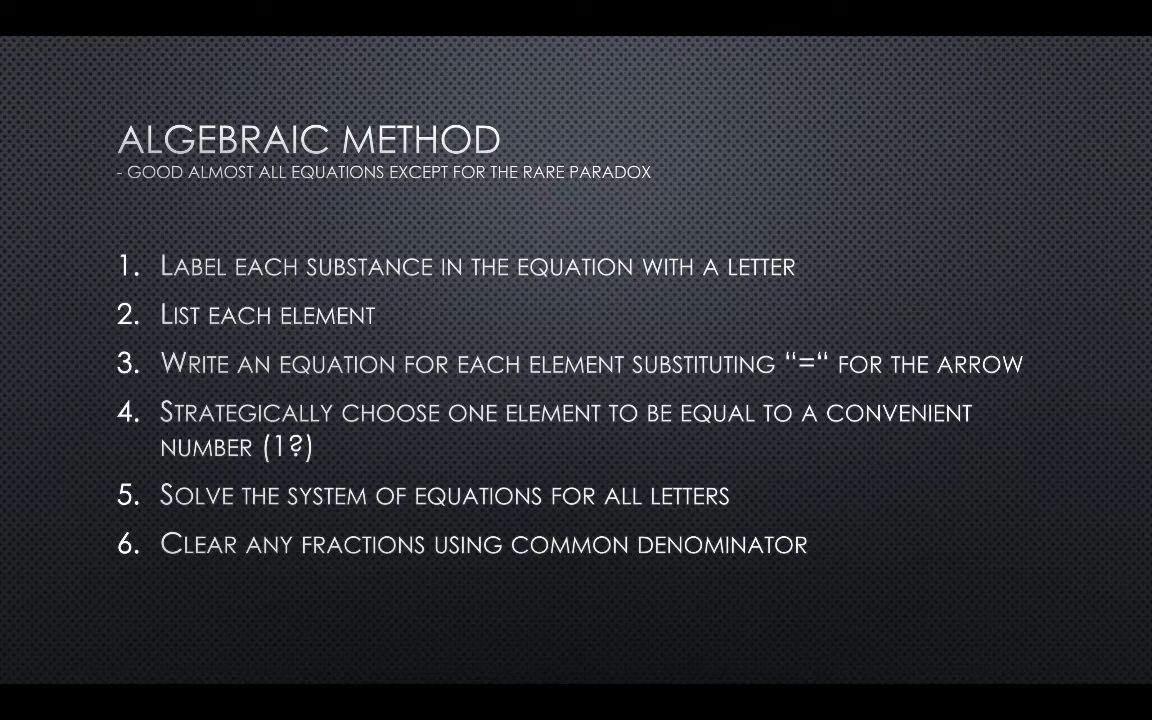 ALGEBRAIC METHOD
- GOOD ALMOST ALL EQUATIONS EXCEPT FOR THE RARE PARADOX
1. LABEL EACH SUBSTANCE IN THE EQUATION WITH A LETTER
2. LIST EACH ELEMENT
3. WRITE AN EQUATION FOR EACH ELEMENT SUBSTITUTING “=“ FOR THE ARROW
4. STRATEGICALLY CHOOSE ONE ELEMENT TO BE EQUAL TO A CONVENIENT
NUMBER (1?)
5. SOLVE THE SYSTEM OF EQUATIONS FOR ALL LETTERS
6. CLEAR ANY FRACTIONS USING COMMON DENOMINATOR